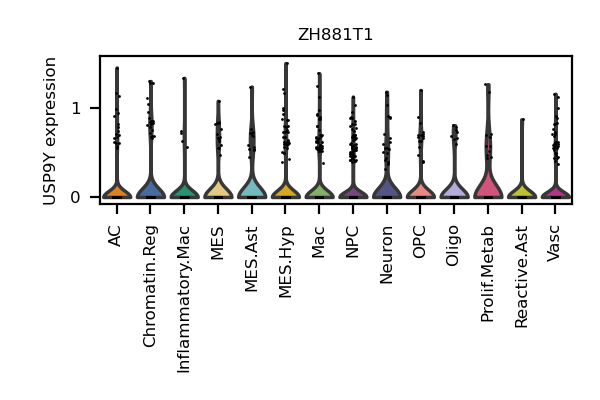 ZH881T1
USP9Y expression
1
0
AC
Chromatin.Reg
Inflammatory.Mac
MES
MES.Ast
MES.Hyp
Mac
NPC
Neuron
OPC
Oligo
Prolif.Metab
Reactive.Ast
Vasc